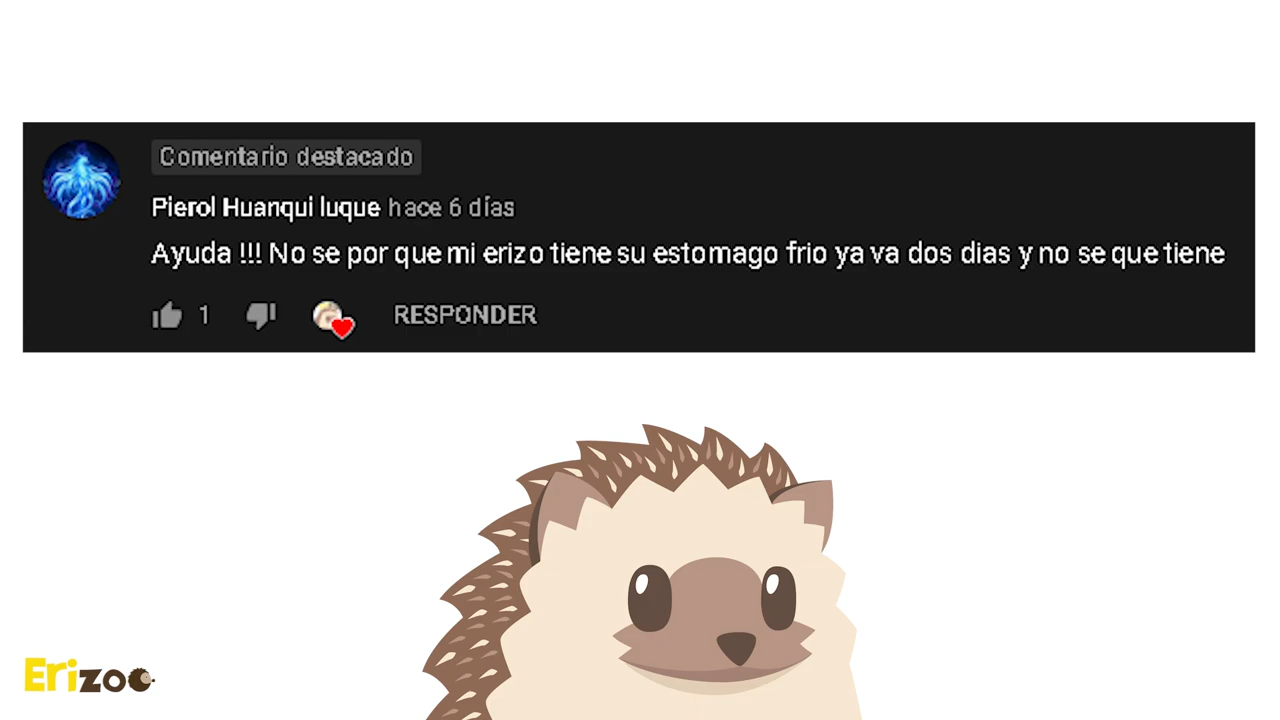 Comentario destacado
Pierol Huanqui luque hace 6 días
Ayuda !!! No se por que mi erizo tiene su estomago frio ya va dos dias y no se que tiene
1 RESPONDER
Erizoo